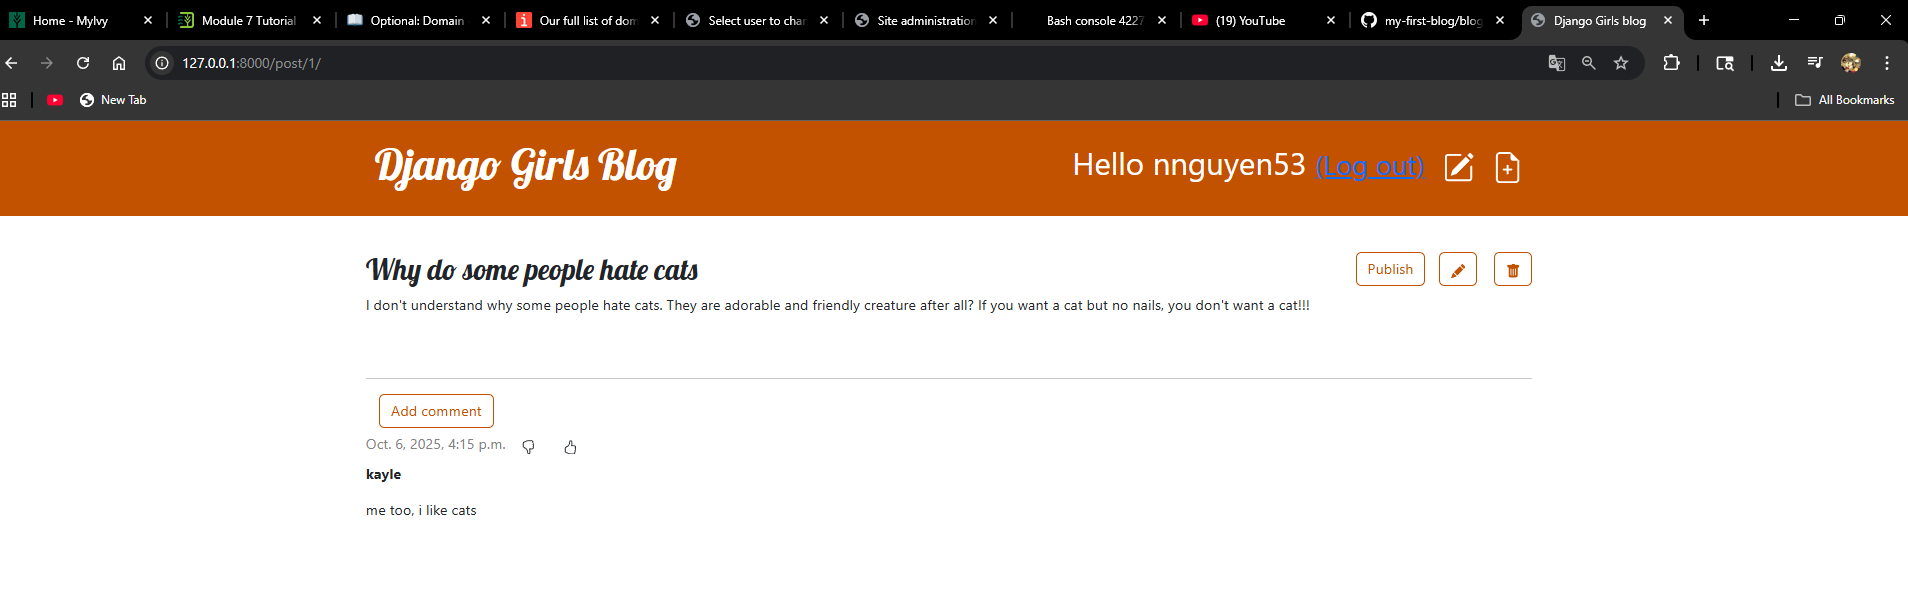 Home - MyIvy
Module 7 Tutorial
Optional: Domain
Our full list of dom
Select user to chan
Site administration
Bash console 4227
(19) YouTube
my-first-blog/blog
Django Girls blog
127.0.0.1:8000/post/1/
New Tab
All Bookmarks
Django Girls Blog
Hello nnguyen53 (Log out)
Why do some people hate cats
Publish
I don't understand why some people hate cats. They are adorable and friendly creature after all? If you want a cat but no nails, you don't want a cat!!!
Add comment
Oct. 6, 2025, 4:15 p.m.
kayle
me too, i like cats